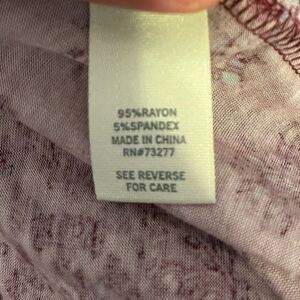 95%RAYON
5%SPANDEX
MADE IN CHINA
RN#73277
SEE REVERSE
FOR CARE